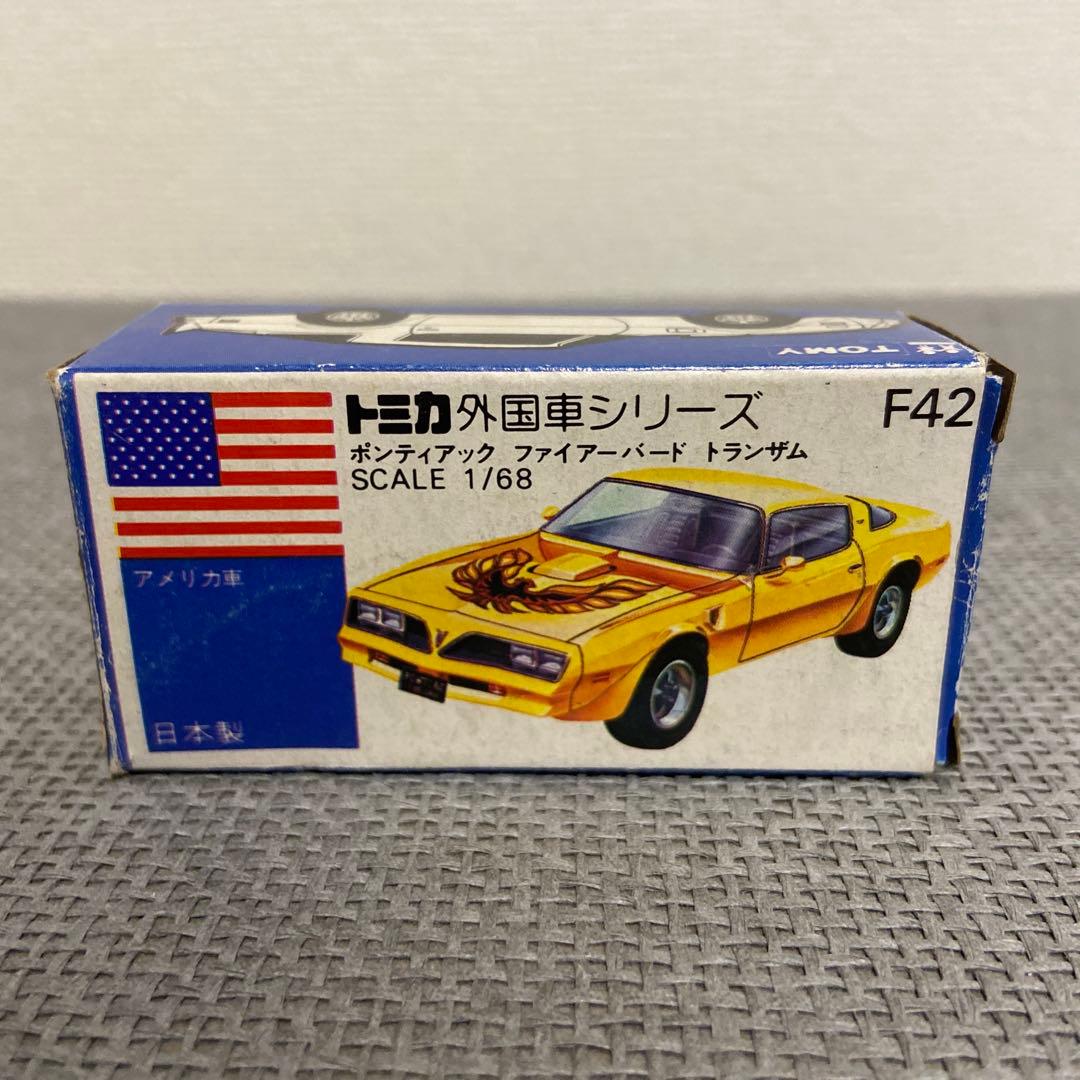 TOMY
トミカ外国車シリーズ F42
ポンティアック ファイアーバード トランザム
SCALE 1/68
アメリカ車
日本製